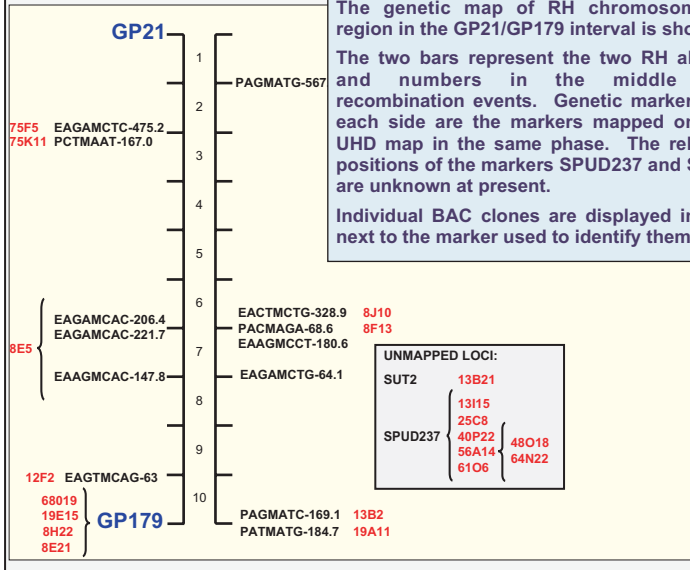 The genetic map of RH chromosom
region in the GP21/GP179 interval is sho
The two bars represent the two RH al
and numbers in the middle
recombination events. Genetic marker
each side are the markers mapped or
UHD map in the same phase. The rel
positions of the markers SPUD237 and S
are unknown at present.
Individual BAC clones are displayed in
next to the marker used to identify them
GP21
1
PAGMATG-567
2
75F5 EAGAMCTC-475.2
75K11 PCTMAAT-167.0
3
4
5
6
EAGAMCAC-206.4
EAGAMCAC-221.7
8E5
EACTMCTG-328.9 8J10
PACMAGA-68.6 8F13
EAAGMCCT-180.6
7
EAAGMCAC-147.8
EAGAMCTG-64.1
8
9
12F2 EAGTMCAG-63
10
68019
19E15
8H22
8E21
GP179
PAGMATC-169.1 13B2
PATMATG-184.7 19A11
UNMAPPED LOCI:
SUT2 13B21
SPUD237
13I15
25C8
40P22
56A14
61O6
48O18
64N22